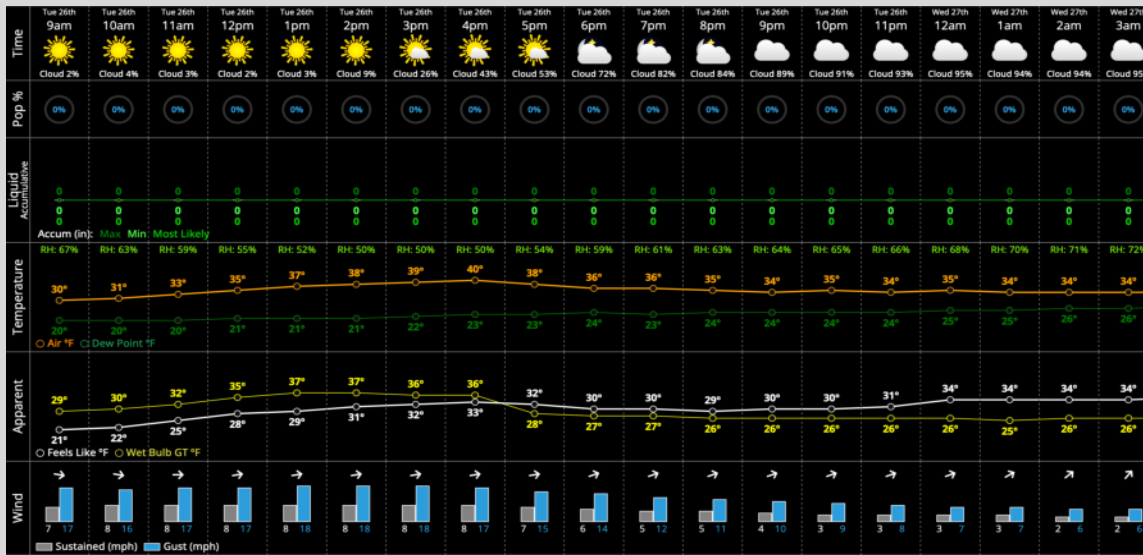 Tue 26th Tue 26th Tue 26th Tue 26th Tue 26th Tue 26th Tue 26th Tue 26th Tue 26th Tue 26th Tue 26th Tue 26th Tue 26th Tue 26th Tue 26th Wed 27th Wed 27th Wed 27th Wed 27t
9am 10am 11am 12pm 1pm 2pm 3pm 4pm 5pm 6pm 7pm 8pm 9pm 10pm 11pm 12am 1am 2am 3am
Time
Cloud 2% Cloud 4% Cloud 3% Cloud 2% Cloud 3% Cloud 9% Cloud 26% Cloud 43% Cloud 53% Cloud 72% Cloud 82% Cloud 84% Cloud 89% Cloud 91% Cloud 93% Cloud 95% Cloud 94% Cloud 94% Cloud 95
Pop %
0% 0% 0% 0% 0% 0% 0% 0% 0% 0% 0% 0% 0% 0% 0% 0% 0% 0% 0%
Liquid
Accumulative
0 0 0 0 0 0 0 0 0 0 0 0 0 0 0 0 0 0 0
0 0 0 0 0 0 0 0 0 0 0 0 0 0 0 0 0 0 0
0 0 0 0 0 0 0 0 0 0 0 0 0 0 0 0 0 0 0
Accum (in): Max Min Most Likely
Temperature
RH: 67% RH: 63% RH: 59% RH: 55% RH: 52% RH: 50% RH: 50% RH: 50% RH: 54% RH: 59% RH: 61% RH: 63% RH: 64% RH: 65% RH: 66% RH: 68% RH: 70% RH: 71% RH: 72%
30° 31° 33° 35° 37° 38° 39° 40° 38° 36° 36° 35° 34° 35° 34° 35° 34° 34° 34°
20° 20° 20° 21° 21° 21° 22° 23° 23° 24° 23° 24° 24° 24° 24° 25° 25° 26° 26°
Air °F Dew Point °F
Apparent
29° 30° 32° 35° 37° 37° 36° 36° 32° 30° 30° 29° 30° 30° 31° 34° 34° 34° 34°
21° 22° 25° 28° 29° 31° 32° 33° 28° 27° 27° 26° 26° 26° 26° 26° 25° 26° 26°
Feels Like °F Wet Bulb GT °F
Wind
7 17 8 16 8 17 8 17 8 18 8 18 8 18 8 17 7 15 6 14 5 12 5 11 4 10 3 9 3 8 3 7 3 7 2 6 2 6
Sustained (mph) Gust (mph)